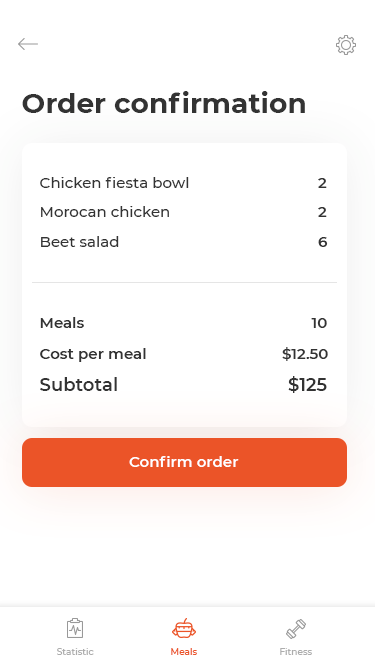 Order confirmation
Chicken fiesta bowl 2
Morocan chicken 2
Beet salad 6
Meals 10
Cost per meal $12.50
Subtotal $125
Confirm order
Statistic Meals Fitness